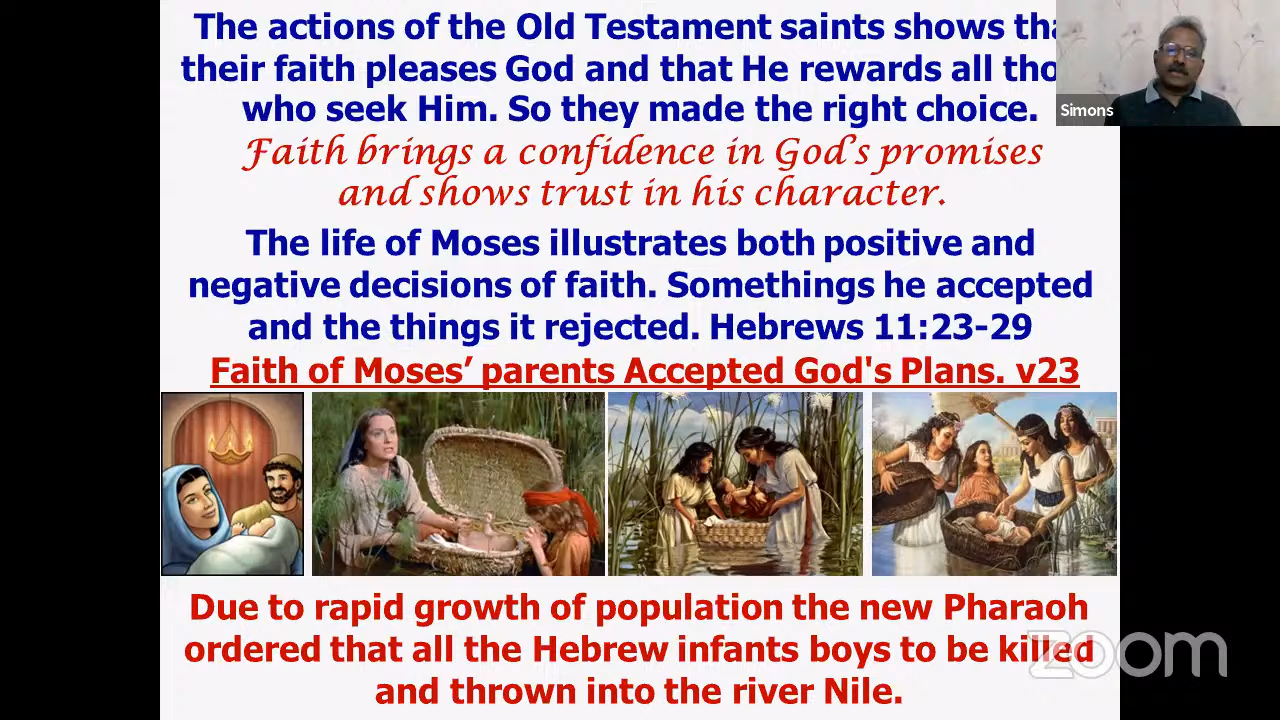 The actions of the Old Testament saints shows tha
their faith pleases God and that He rewards all tho
who seek Him. So they made the right choice.
Simons
Faith brings a confidence in God's promises
and shows trust in his character.
The life of Moses illustrates both positive and
negative decisions of faith. Somethings he accepted
and the things it rejected. Hebrews 11:23-29
Faith of Moses’ parents Accepted God's Plans. v23
Due to rapid growth of population the new Pharaoh
ordered that all the Hebrew infants boys to be killed
and thrown into the river Nile.
zoom